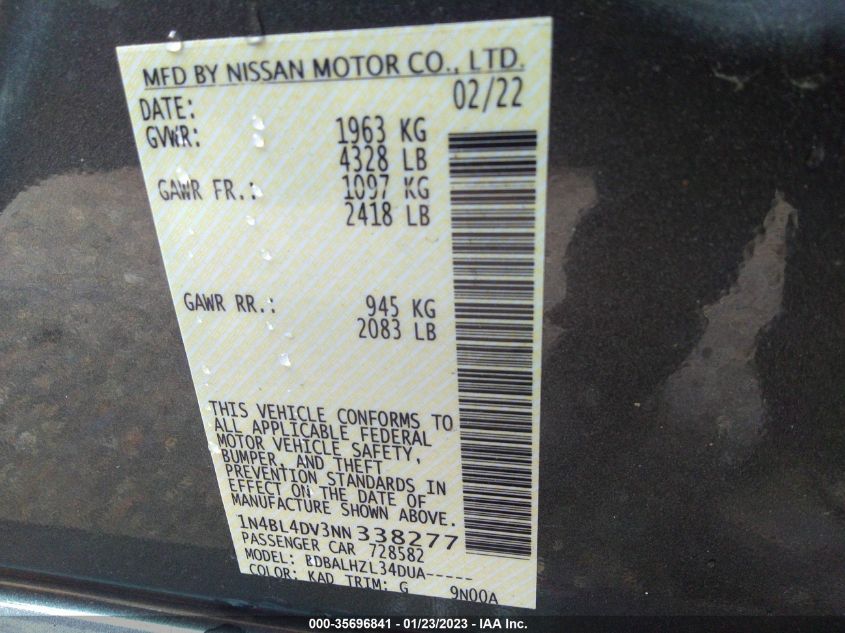 MFD BY NISSAN MOTOR CO., LTD.
DATE: 02/22
GVWR: 1963 KG
4328 LB
GAWR FR.: 1097 KG
2418 LB
GAWR RR.: 945 KG
2083 LB
THIS VEHICLE CONFORMS TO
ALL APPLICABLE FEDERAL
MOTOR VEHICLE SAFETY,
BUMPER, AND THEFT
PREVENTION STANDARDS IN
EFFECT ON THE DATE OF
MANUFACTURE SHOWN ABOVE.
1N4BL4DV3NN338277
PASSENGER CAR 728582
MODEL: BDBALHZL34DUA-----
COLOR: KAD TRIM: G 9N00A
000-35696841 - 01/23/2023 - IAA Inc.